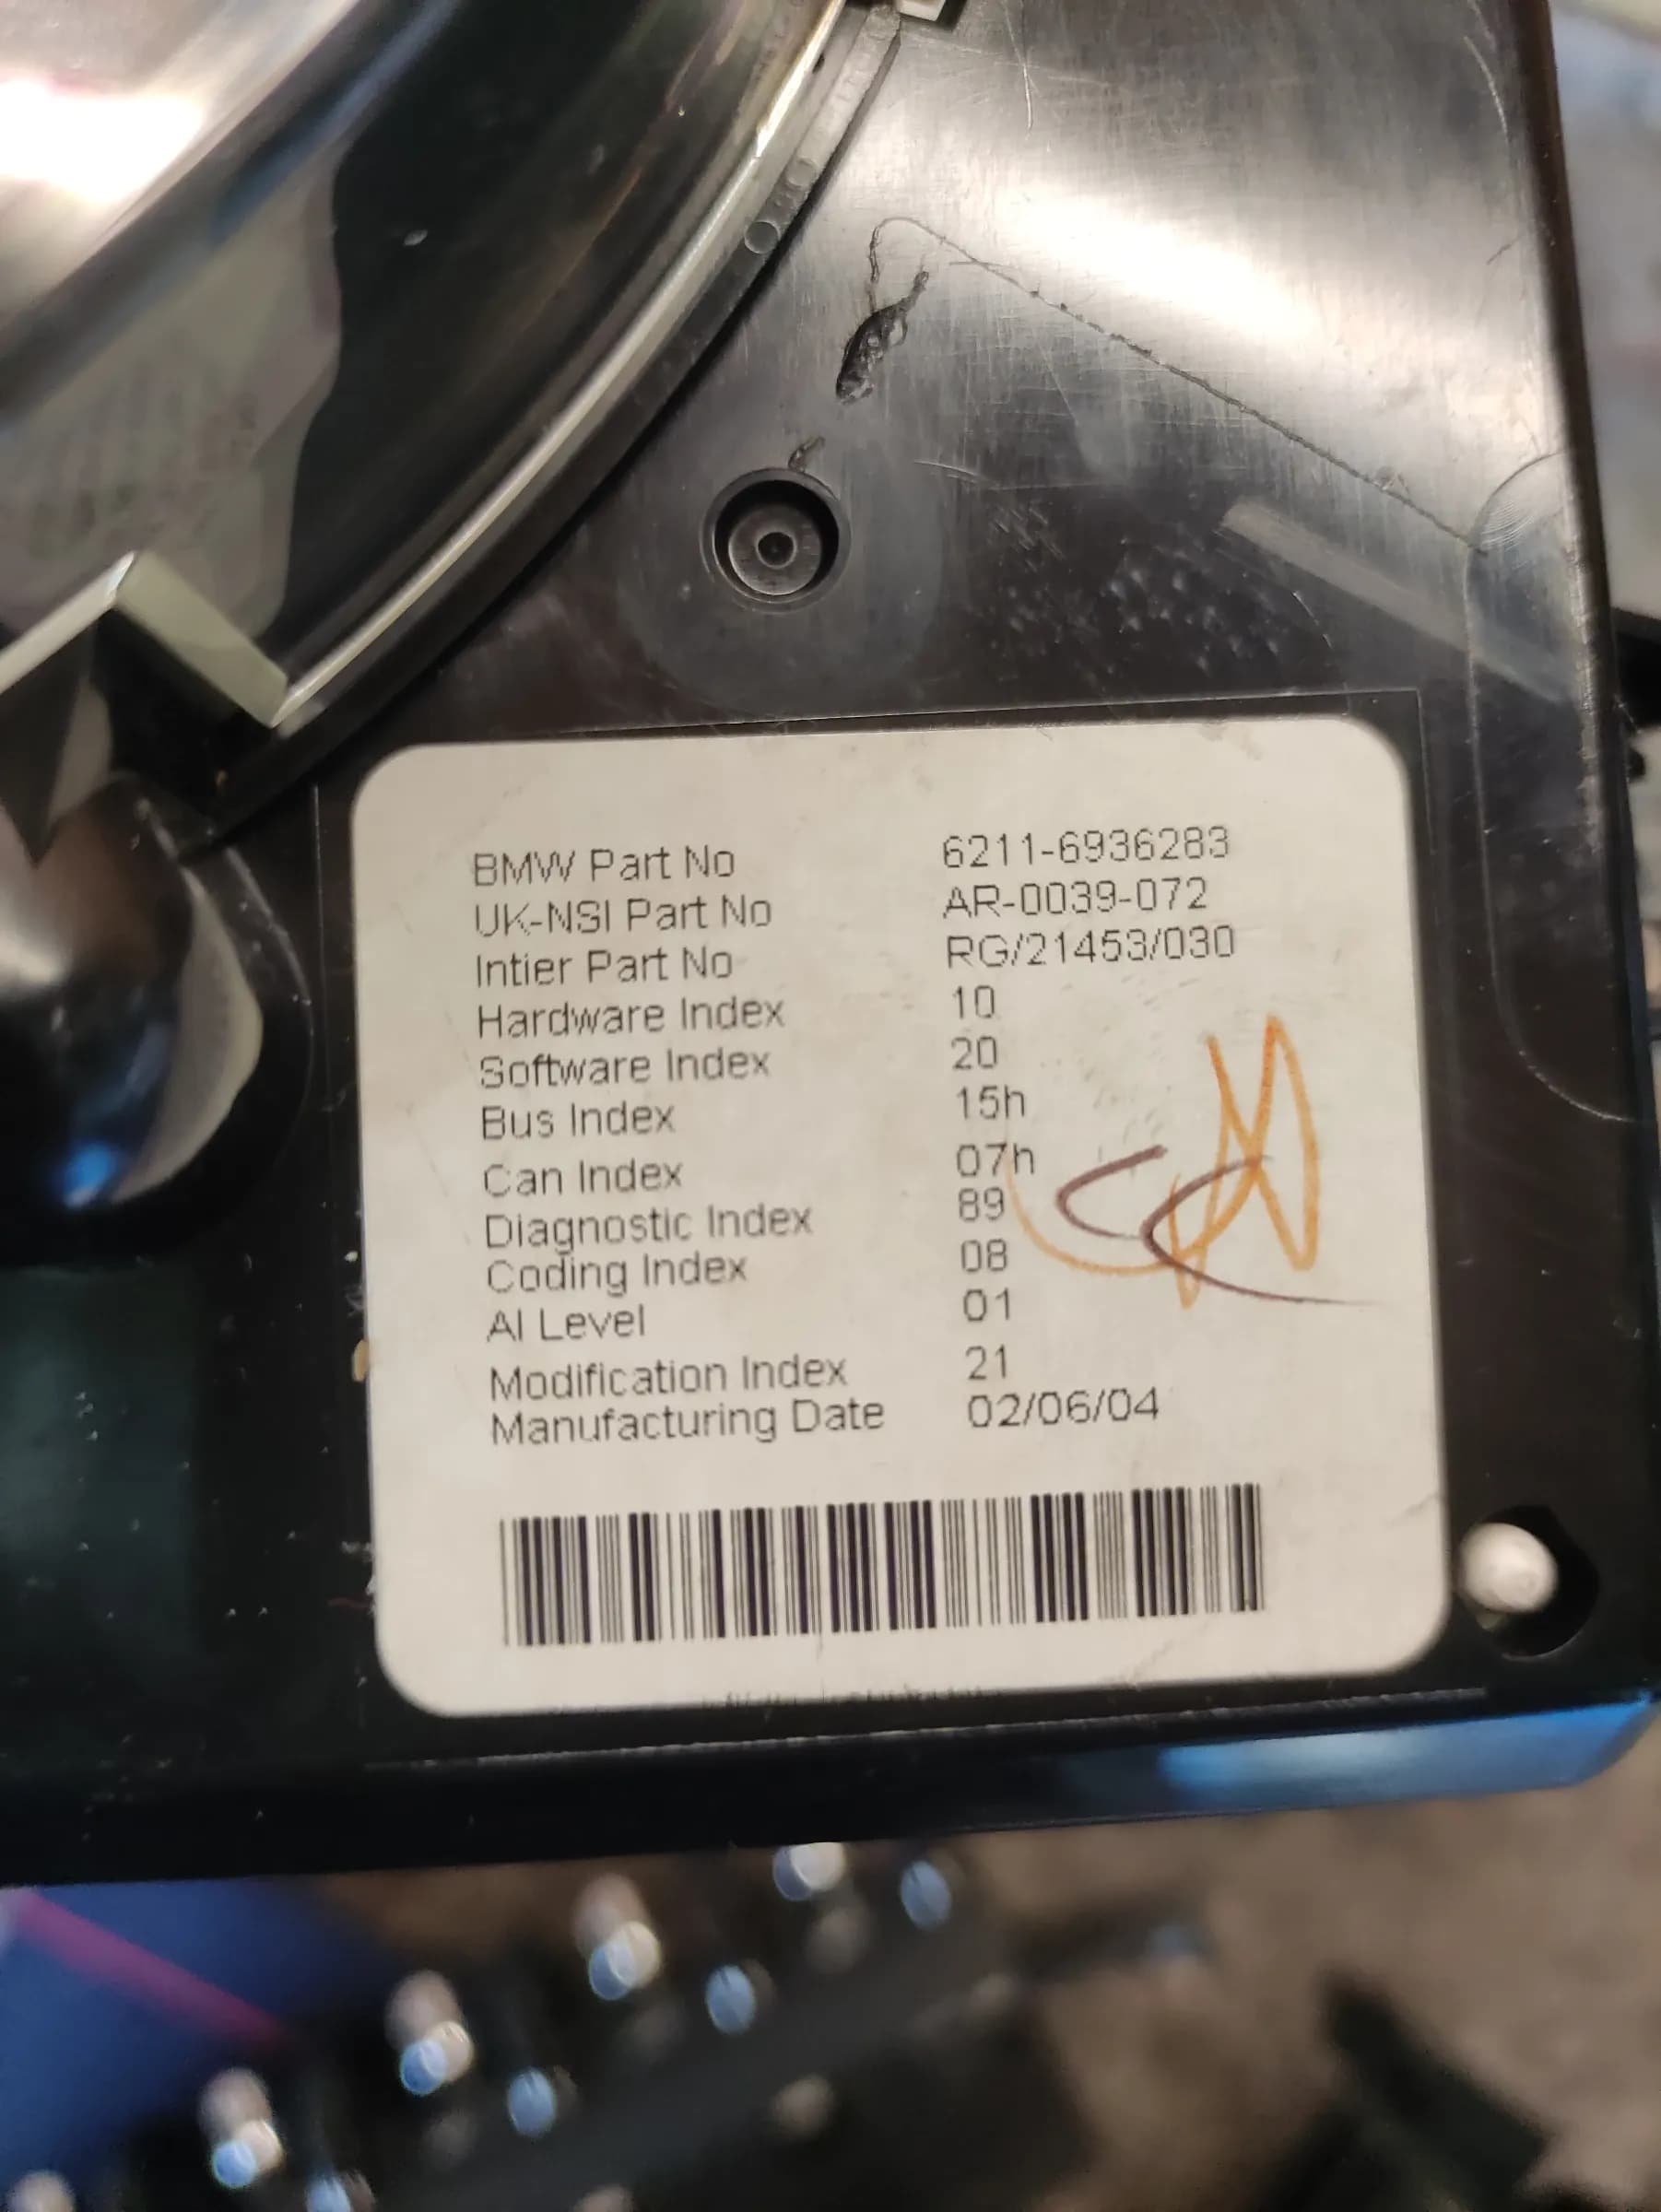 BMW Part No 6211-6936283
UK-NSI Part No AR-0039-072
Intier Part No RG/21453/030
Hardware Index 10
Software Index 20
Bus Index 15h
Can Index 07h
Diagnostic Index 89
Coding Index 08
AI Level 01
Modification Index 21
Manufacturing Date 02/06/04